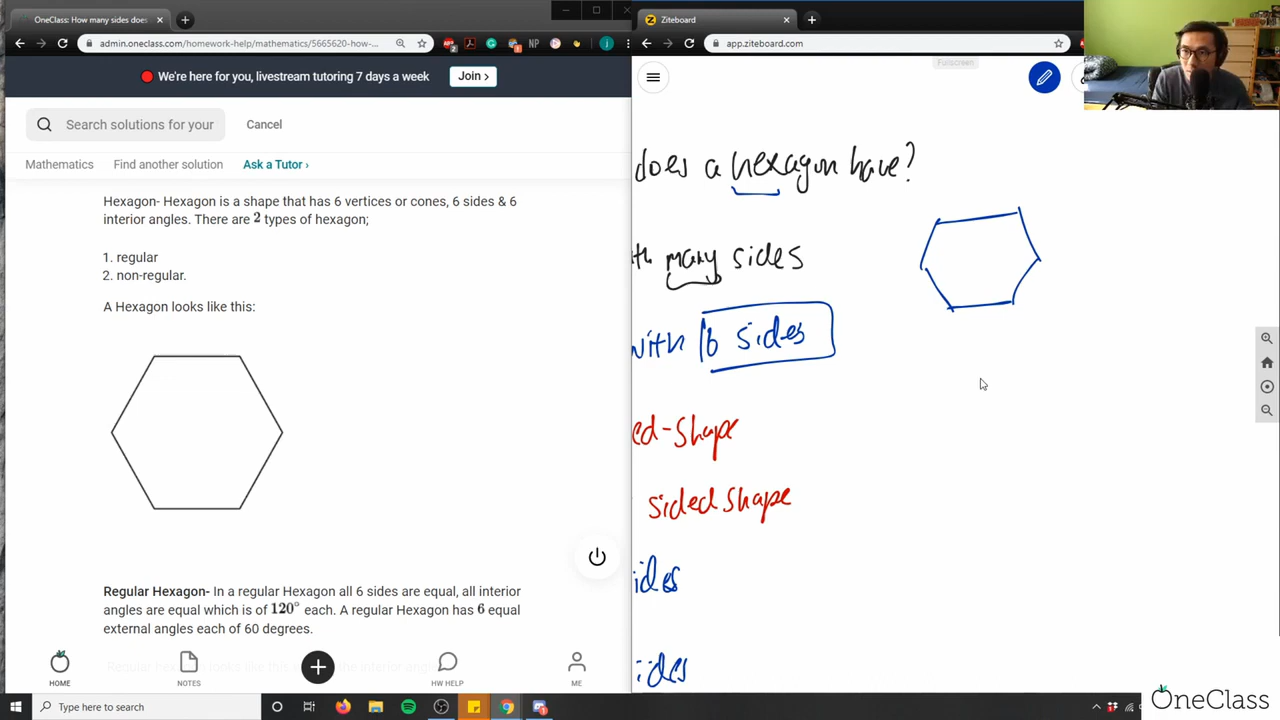 OneClass: How many sides does
Ziteboard
admin.oneclass.com/homework-help/mathematics/5665620-how-...
app.ziteboard.com
We're here for you, livestream tutoring 7 days a week
Join ›
Fullscreen
Search solutions for your
Cancel
Mathematics
Find another solution
Ask a Tutor ›
Hexagon- Hexagon is a shape that has 6 vertices or cones, 6 sides & 6
interior angles. There are 2 types of hexagon;
1. regular
2. non-regular.
A Hexagon looks like this:
Regular Hexagon- In a regular Hexagon all 6 sides are equal, all interior
angles are equal which is of 120° each. A regular Hexagon has 6 equal
external angles each of 60 degrees.
HOME
NOTES
HW HELP
ME
does a hexagon have?
th many sides
with 6 sides
ed-shape
sided shape
ides
ides
Type here to search
OneClass